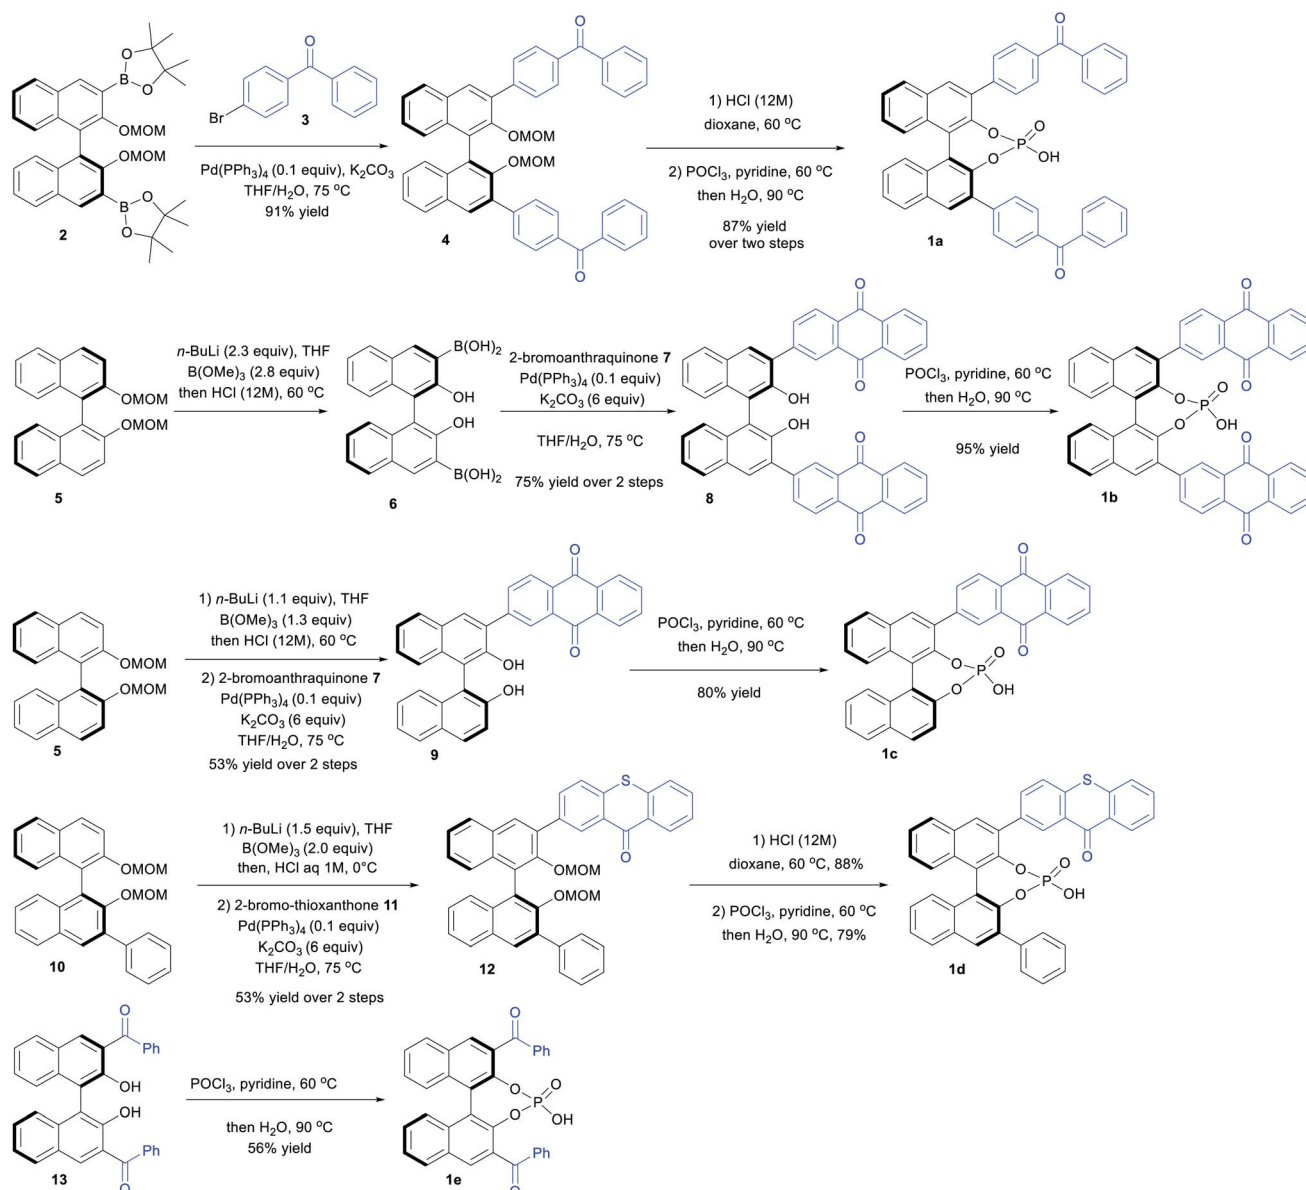 O
B
O
OMOM
OMOM
B
O
O
2
O
Br
3
Pd(PPh3)4 (0.1 equiv), K2CO3
THF/H2O, 75 °C
91% yield
O
OMOM
OMOM
O
4
1) HCl (12M)
dioxane, 60 °C
2) POCl3, pyridine, 60 °C
then H2O, 90 °C
87% yield
over two steps
O
O
O
P
O
OH
O
1a
OMOM
OMOM
5
n-BuLi (2.3 equiv), THF
B(OMe)3 (2.8 equiv)
then HCl (12M), 60 °C
B(OH)2
OH
OH
B(OH)2
6
2-bromoanthraquinone 7
Pd(PPh3)4 (0.1 equiv)
K2CO3 (6 equiv)
THF/H2O, 75 °C
75% yield over 2 steps
O
O
OH
OH
O
O
8
POCl3, pyridine, 60 °C
then H2O, 90 °C
95% yield
O
O
O
O
P
O
OH
O
O
1b
OMOM
OMOM
5
1) n-BuLi (1.1 equiv), THF
B(OMe)3 (1.3 equiv)
then HCl (12M), 60 °C
2) 2-bromoanthraquinone 7
Pd(PPh3)4 (0.1 equiv)
K2CO3 (6 equiv)
THF/H2O, 75 °C
53% yield over 2 steps
O
O
OH
OH
9
POCl3, pyridine, 60 °C
then H2O, 90 °C
80% yield
O
O
O
O
P
O
OH
1c
OMOM
OMOM
10
1) n-BuLi (1.5 equiv), THF
B(OMe)3 (2.0 equiv)
then, HCl aq 1M, 0°C
2) 2-bromo-thioxanthone 11
Pd(PPh3)4 (0.1 equiv)
K2CO3 (6 equiv)
THF/H2O, 75 °C
53% yield over 2 steps
S
O
OMOM
OMOM
12
1) HCl (12M)
dioxane, 60 °C, 88%
2) POCl3, pyridine, 60 °C
then H2O, 90 °C, 79%
S
O
O
O
P
O
OH
1d
O
Ph
OH
OH
Ph
O
13
POCl3, pyridine, 60 °C
then H2O, 90 °C
56% yield
O
Ph
O
O
P
O
OH
Ph
O
1e